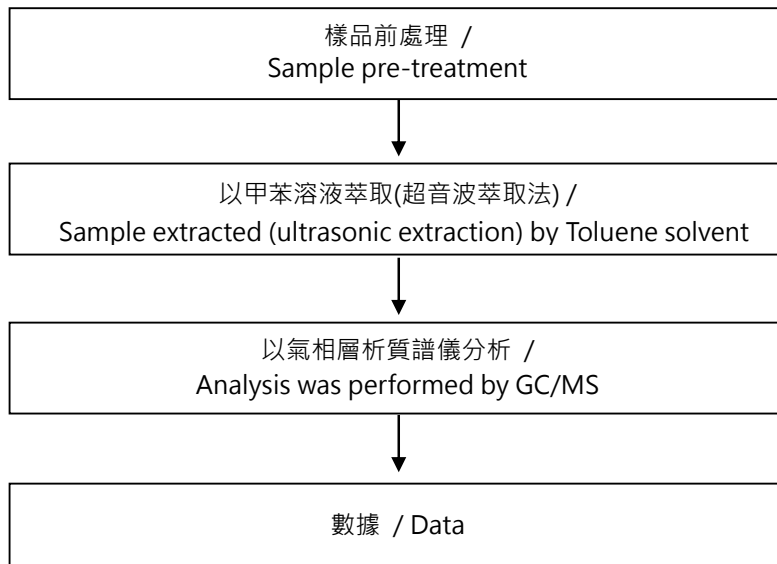 樣品前處理 /
Sample pre-treatment
以甲苯溶液萃取(超音波萃取法) /
Sample extracted (ultrasonic extraction) by Toluene solvent
以氣相層析質譜儀分析 /
Analysis was performed by GC/MS
數據 / Data